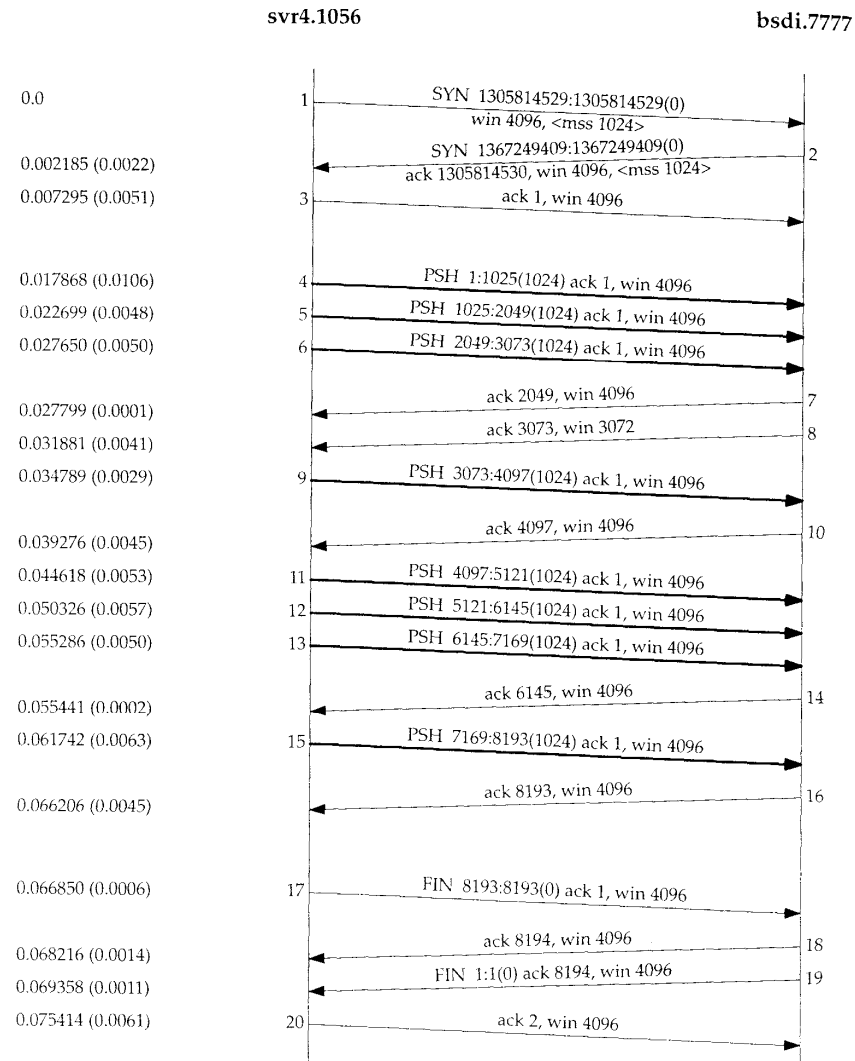 svr4.1056 bsdi.7777
0.0 1 SYN 1305814529:1305814529(0)
win 4096, <mss 1024>
SYN 1367249409:1367249409(0) 2
0.002185 (0.0022) ack 1305814530, win 4096, <mss 1024>
0.007295 (0.0051) 3 ack 1, win 4096
0.017868 (0.0106) 4 PSH 1:1025(1024) ack 1, win 4096
0.022699 (0.0048) 5 PSH 1025:2049(1024) ack 1, win 4096
0.027650 (0.0050) 6 PSH 2049:3073(1024) ack 1, win 4096
0.027799 (0.0001) ack 2049, win 4096 7
0.031881 (0.0041) ack 3073, win 3072 8
0.034789 (0.0029) 9 PSH 3073:4097(1024) ack 1, win 4096
0.039276 (0.0045) ack 4097, win 4096 10
0.044618 (0.0053) 11 PSH 4097:5121(1024) ack 1, win 4096
0.050326 (0.0057) 12 PSH 5121:6145(1024) ack 1, win 4096
0.055286 (0.0050) 13 PSH 6145:7169(1024) ack 1, win 4096
0.055441 (0.0002) ack 6145, win 4096 14
0.061742 (0.0063) 15 PSH 7169:8193(1024) ack 1, win 4096
0.066206 (0.0045) ack 8193, win 4096 16
0.066850 (0.0006) 17 FIN 8193:8193(0) ack 1, win 4096
0.068216 (0.0014) ack 8194, win 4096 18
0.069358 (0.0011) FIN 1:1(0) ack 8194, win 4096 19
0.075414 (0.0061) 20 ack 2, win 4096